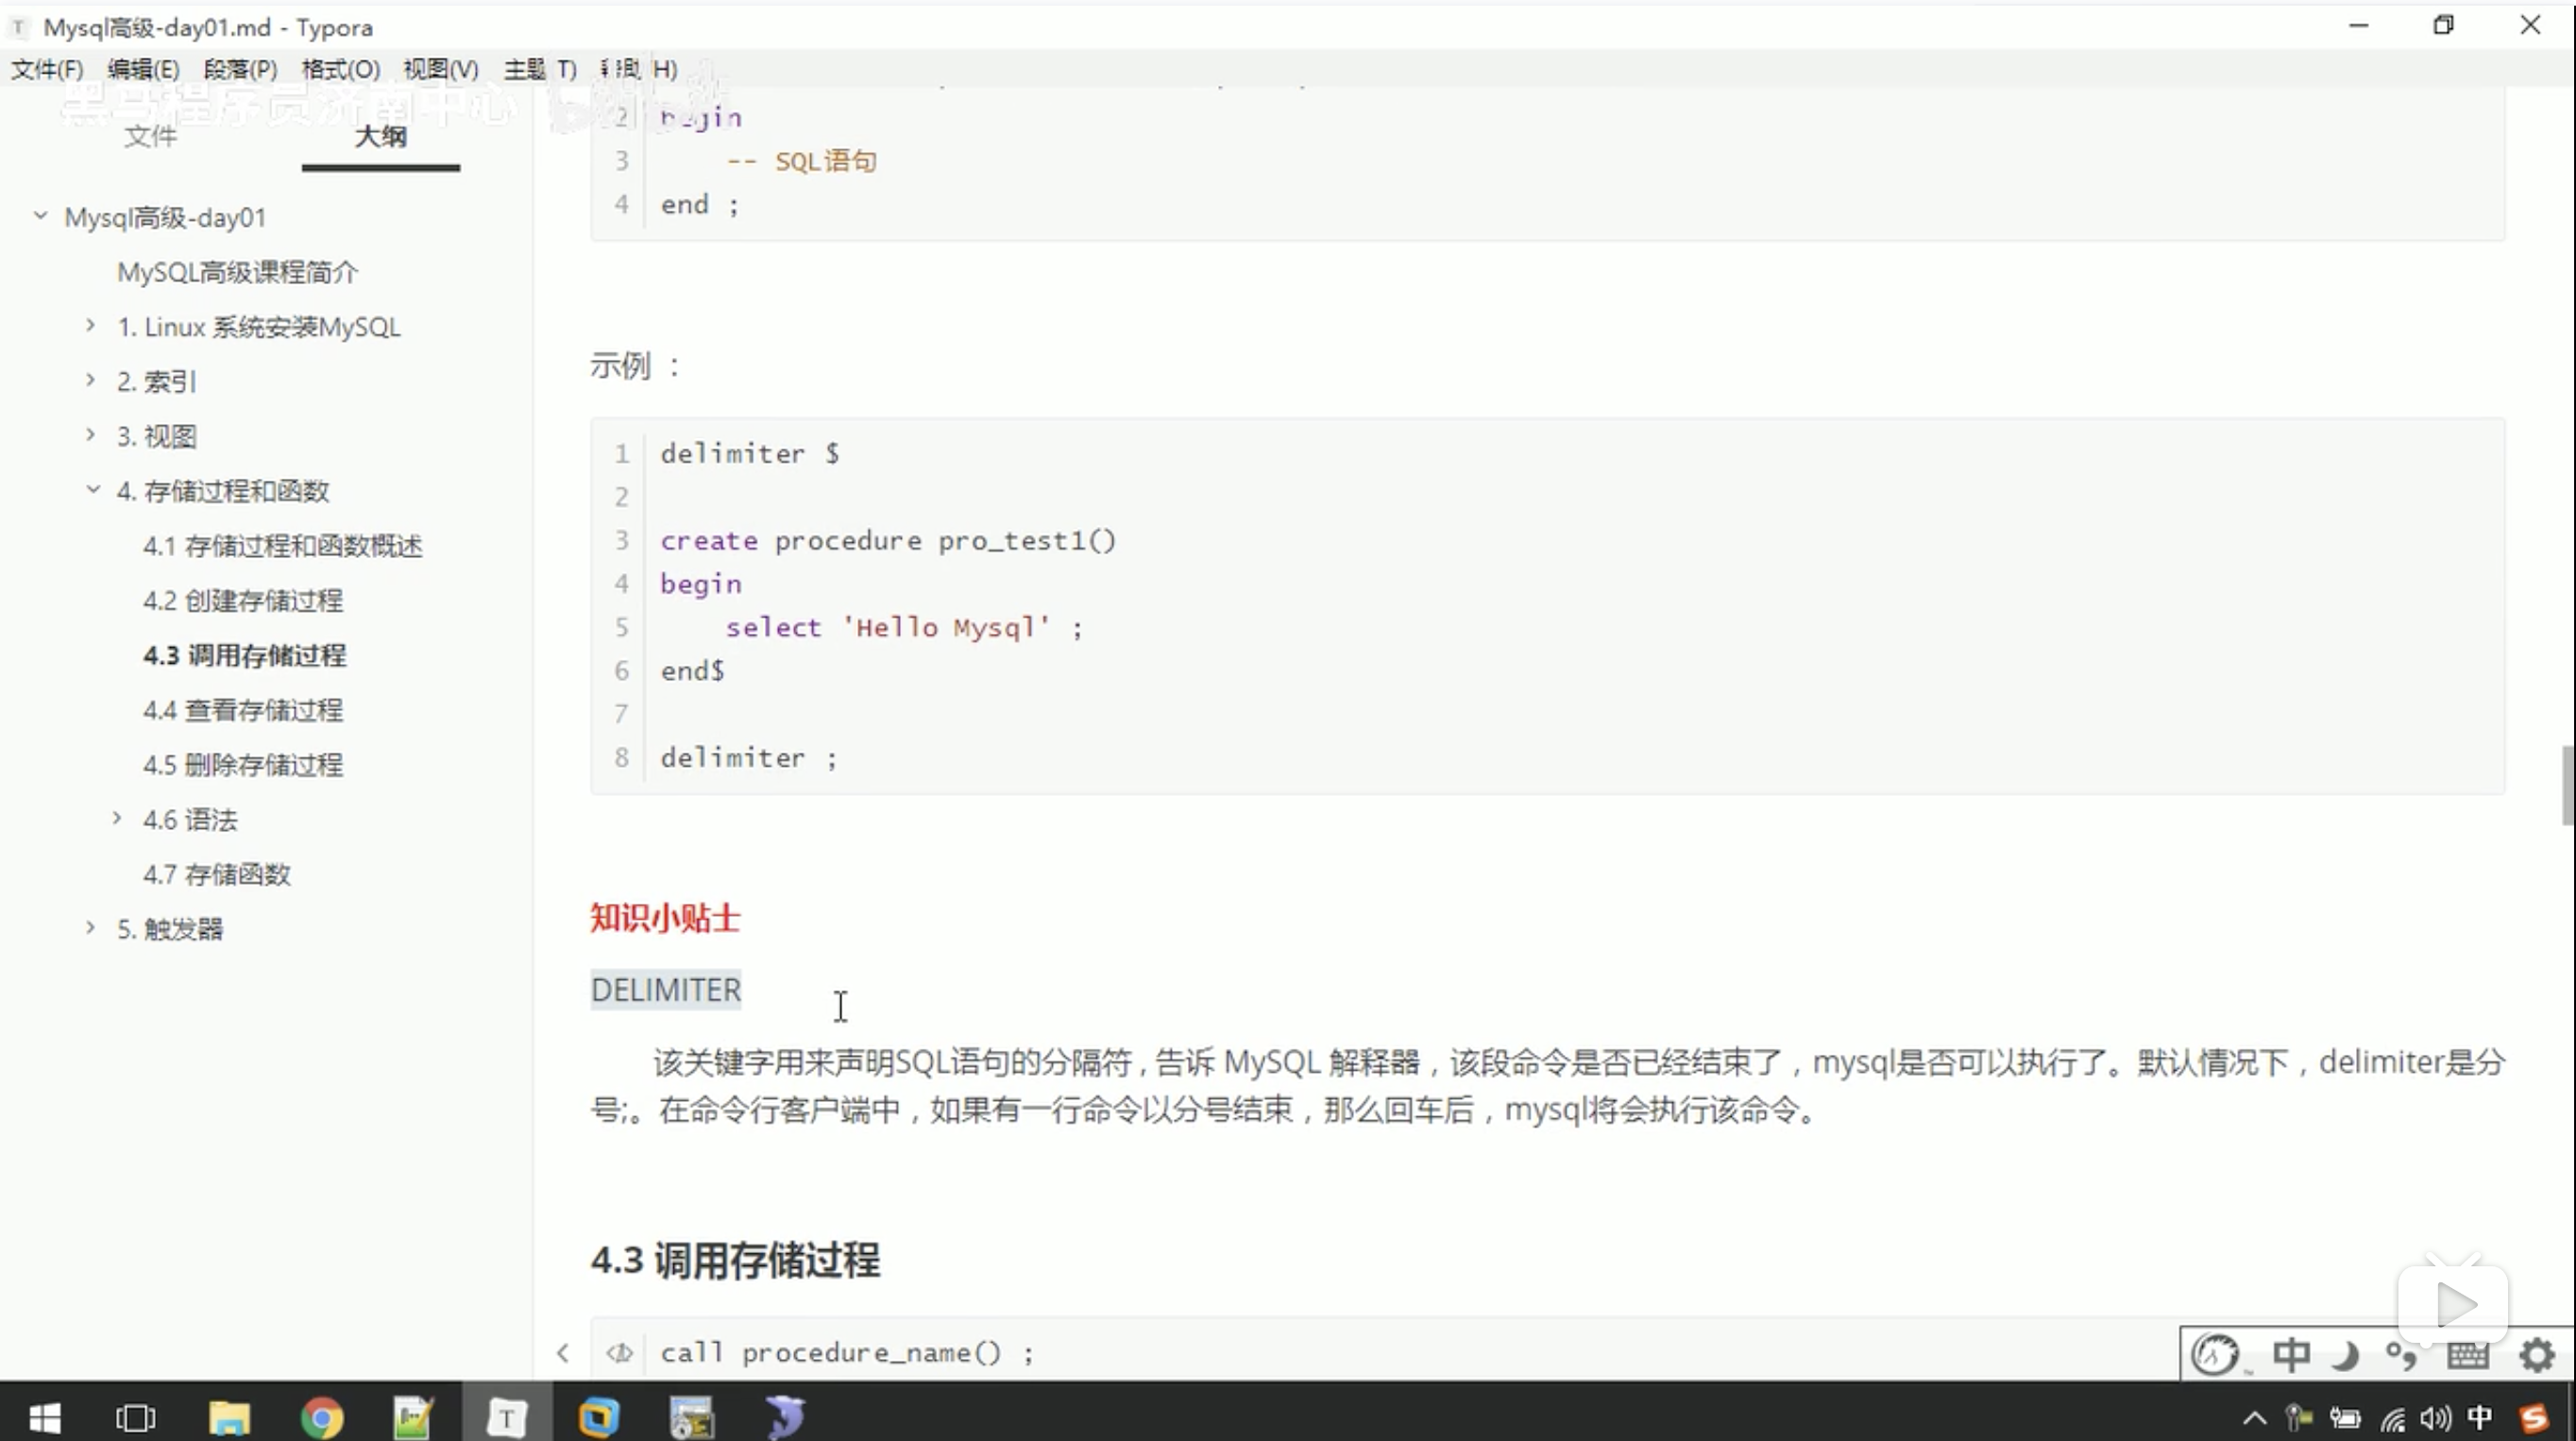 Mysql高级-day01.md - Typora
文件(F) 编辑(E) 段落(P) 格式(O) 视图(V) 主题(T) 帮助(H)
黑马程序员济南中心
文件 大纲
Mysql高级-day01
MySQL高级课程简介
1. Linux 系统安装MySQL
2. 索引
3. 视图
4. 存储过程和函数
4.1 存储过程和函数概述
4.2 创建存储过程
4.3 调用存储过程
4.4 查看存储过程
4.5 删除存储过程
4.6 语法
4.7 存储函数
5. 触发器
2 begin
3 -- SQL语句
4 end ;
示例 ：
1 delimiter $
2
3 create procedure pro_test1()
4 begin
5 select 'Hello Mysql' ;
6 end$
7
8 delimiter ;
知识小贴士
DELIMITER
该关键字用来声明SQL语句的分隔符 , 告诉 MySQL 解释器，该段命令是否已经结束了，mysql是否可以执行了。默认情况下，delimiter是分
号;。在命令行客户端中，如果有一行命令以分号结束，那么回车后，mysql将会执行该命令。
4.3 调用存储过程
call procedure_name() ;
中
中